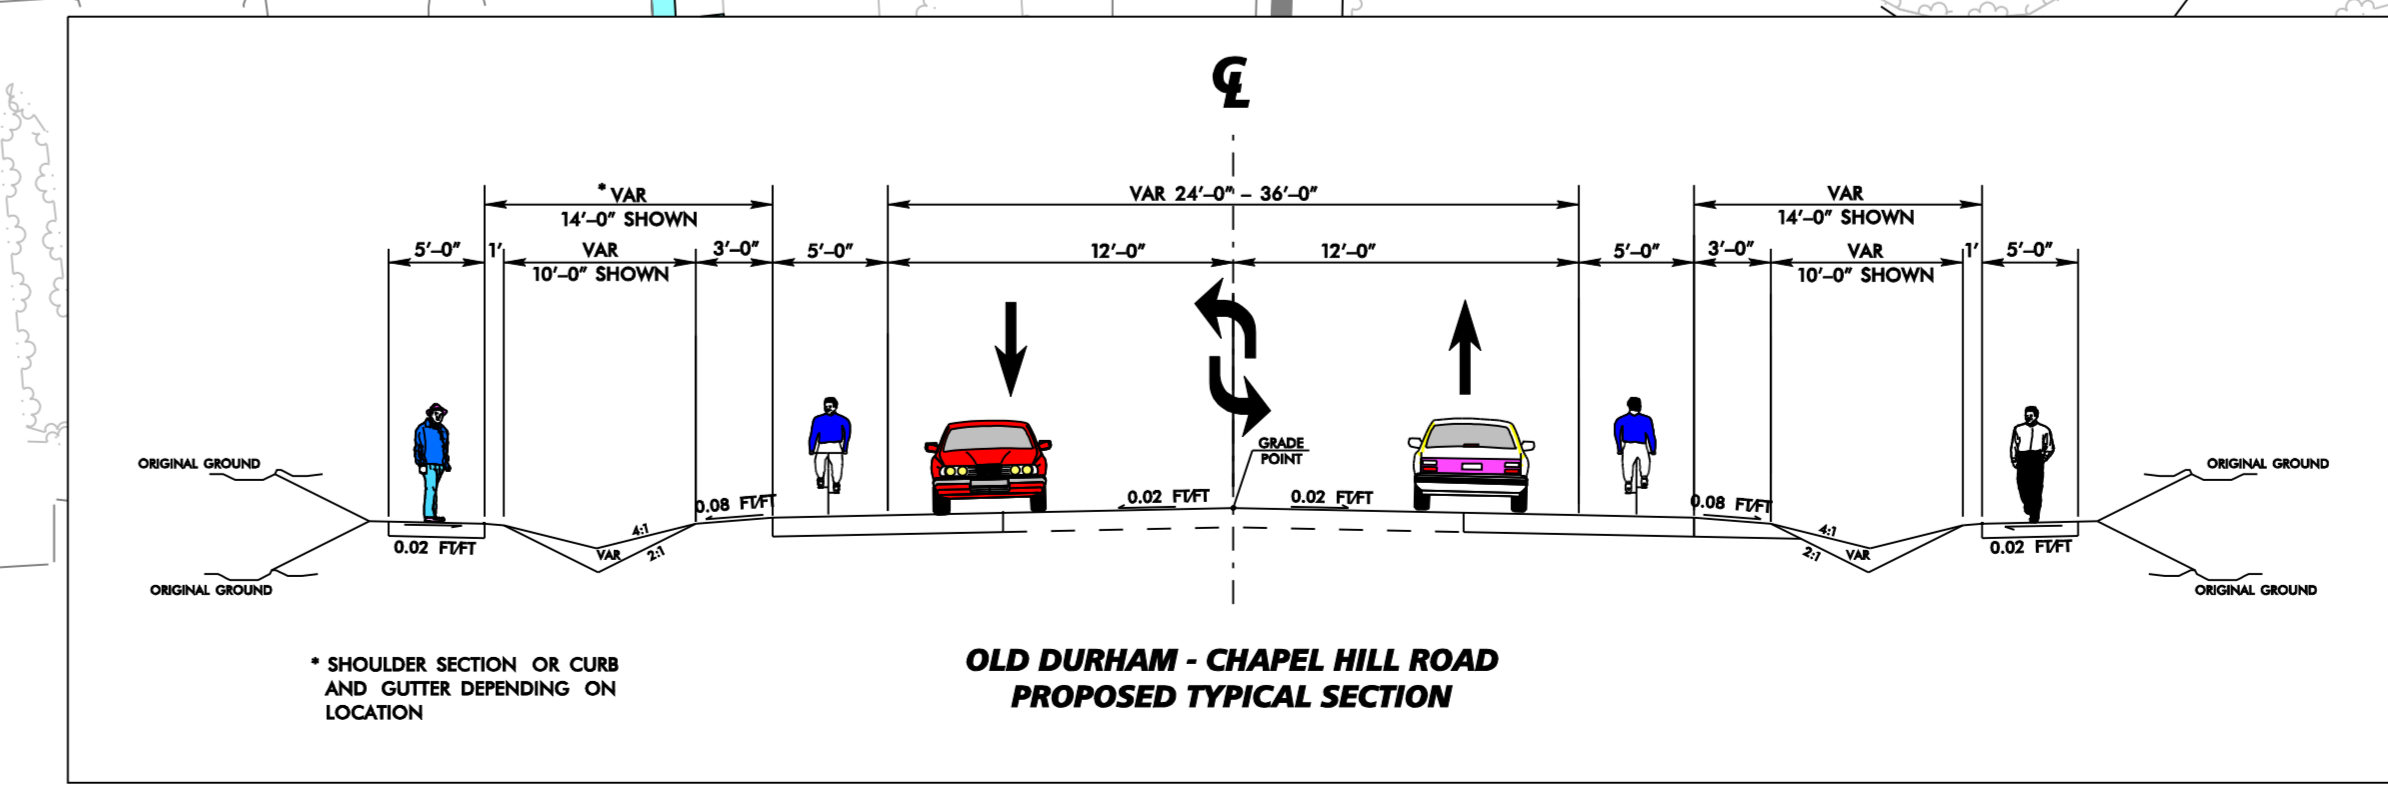 ℄
* VAR
14'–0" SHOWN
VAR 24'–0" – 36'–0"
VAR
14'–0" SHOWN
5'–0"
1'
VAR
10'–0" SHOWN
3'–0"
5'–0"
12'–0"
12'–0"
5'–0"
3'–0"
VAR
10'–0" SHOWN
1'
5'–0"
GRADE
POINT
ORIGINAL GROUND
ORIGINAL GROUND
0.08 FT/FT
0.02 FT/FT
0.02 FT/FT
0.08 FT/FT
0.02 FT/FT
4:1
VAR
2:1
4:1
2:1
VAR
0.02 FT/FT
ORIGINAL GROUND
ORIGINAL GROUND
* SHOULDER SECTION OR CURB
AND GUTTER DEPENDING ON
LOCATION
OLD DURHAM - CHAPEL HILL ROAD
PROPOSED TYPICAL SECTION